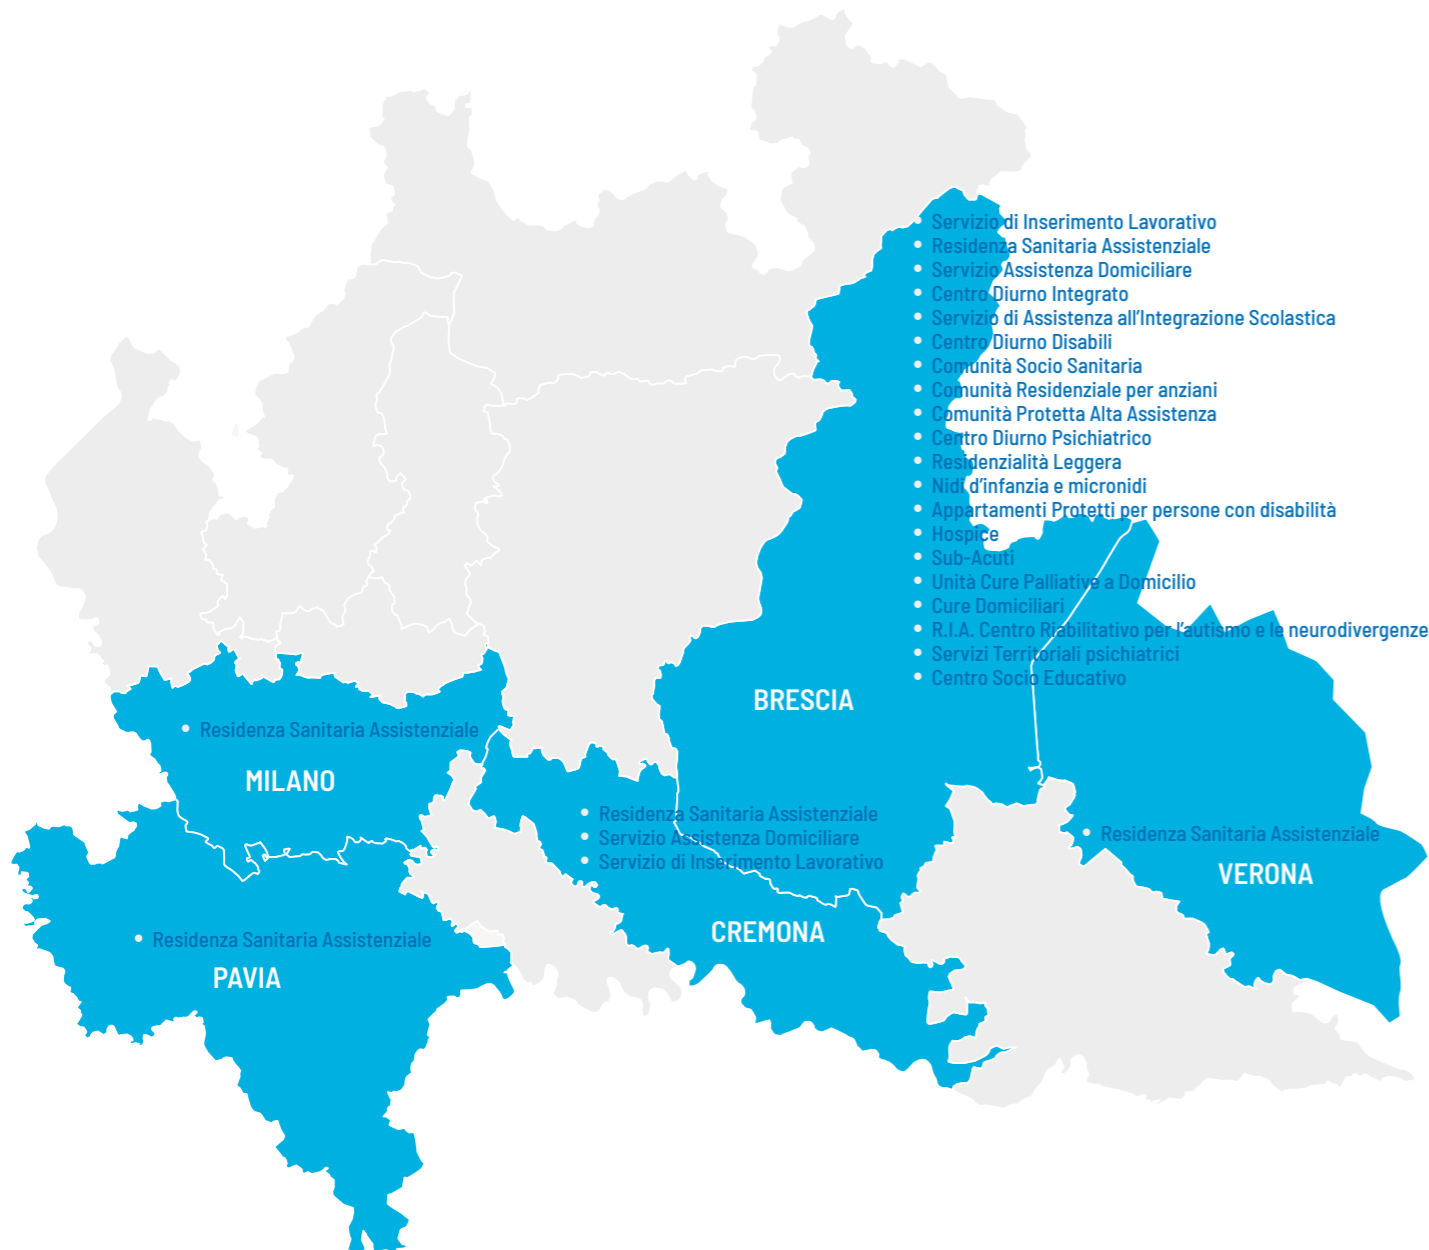 • Servizio di Inserimento Lavorativo
• Residenza Sanitaria Assistenziale
• Servizio Assistenza Domiciliare
• Centro Diurno Integrato
• Servizio di Assistenza all'Integrazione Scolastica
• Centro Diurno Disabili
• Comunità Socio Sanitaria
• Comunità Residenziale per anziani
• Comunità Protetta Alta Assistenza
• Centro Diurno Psichiatrico
• Residenzialità Leggera
• Nidi d'infanzia e micronidi
• Appartamenti Protetti per persone con disabilità
• Hospice
• Sub-Acuti
• Unità Cure Palliative a Domicilio
• Cure Domiciliari
• R.I.A. Centro Riabilitativo per l'autismo e le neurodivergenze
• Servizi Territoriali psichiatrici
• Centro Socio Educativo
BRESCIA
• Residenza Sanitaria Assistenziale
MILANO
• Residenza Sanitaria Assistenziale
• Servizio Assistenza Domiciliare
• Servizio di Inserimento Lavorativo
CREMONA
• Residenza Sanitaria Assistenziale
VERONA
• Residenza Sanitaria Assistenziale
PAVIA